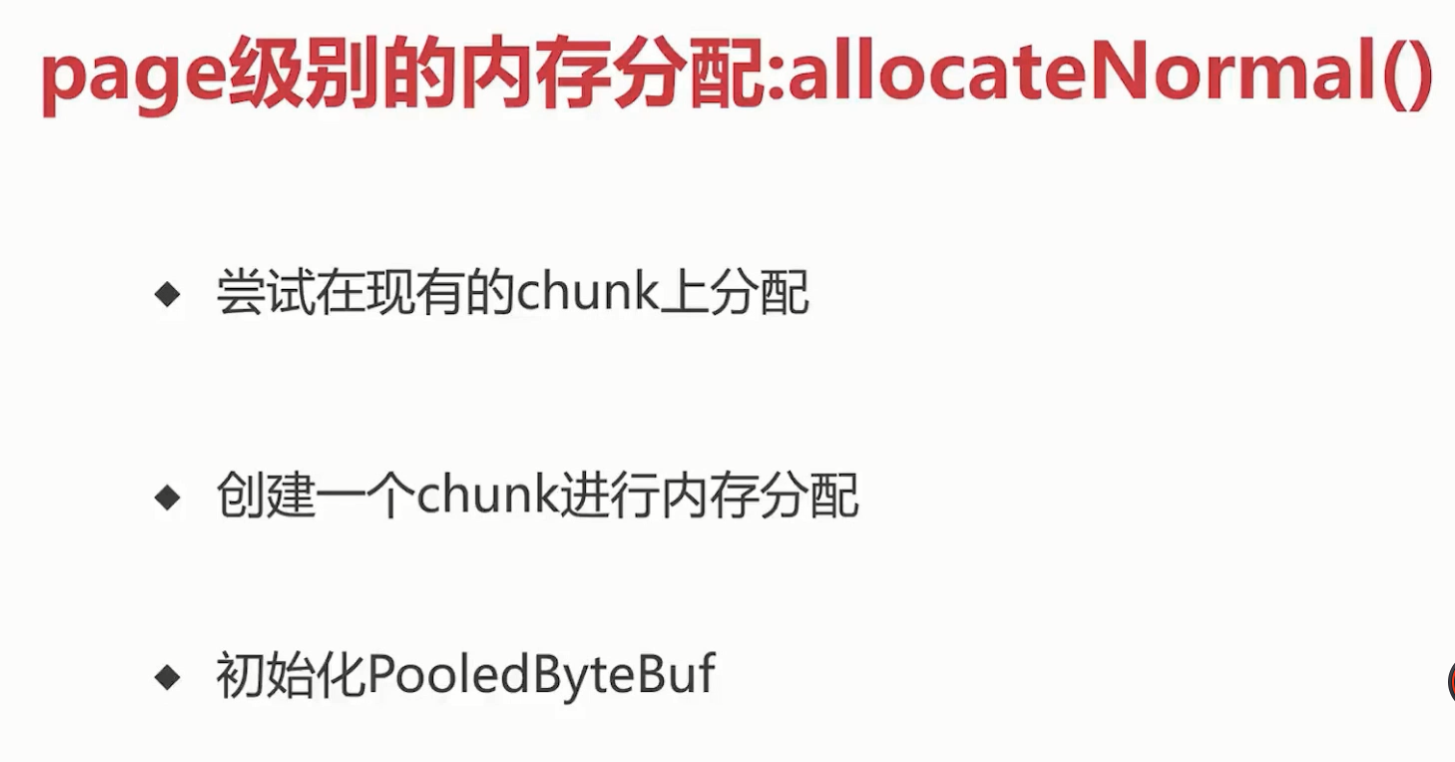 page级别的内存分配:allocateNormal()
尝试在现有的chunk上分配
创建一个chunk进行内存分配
初始化PooledByteBuf